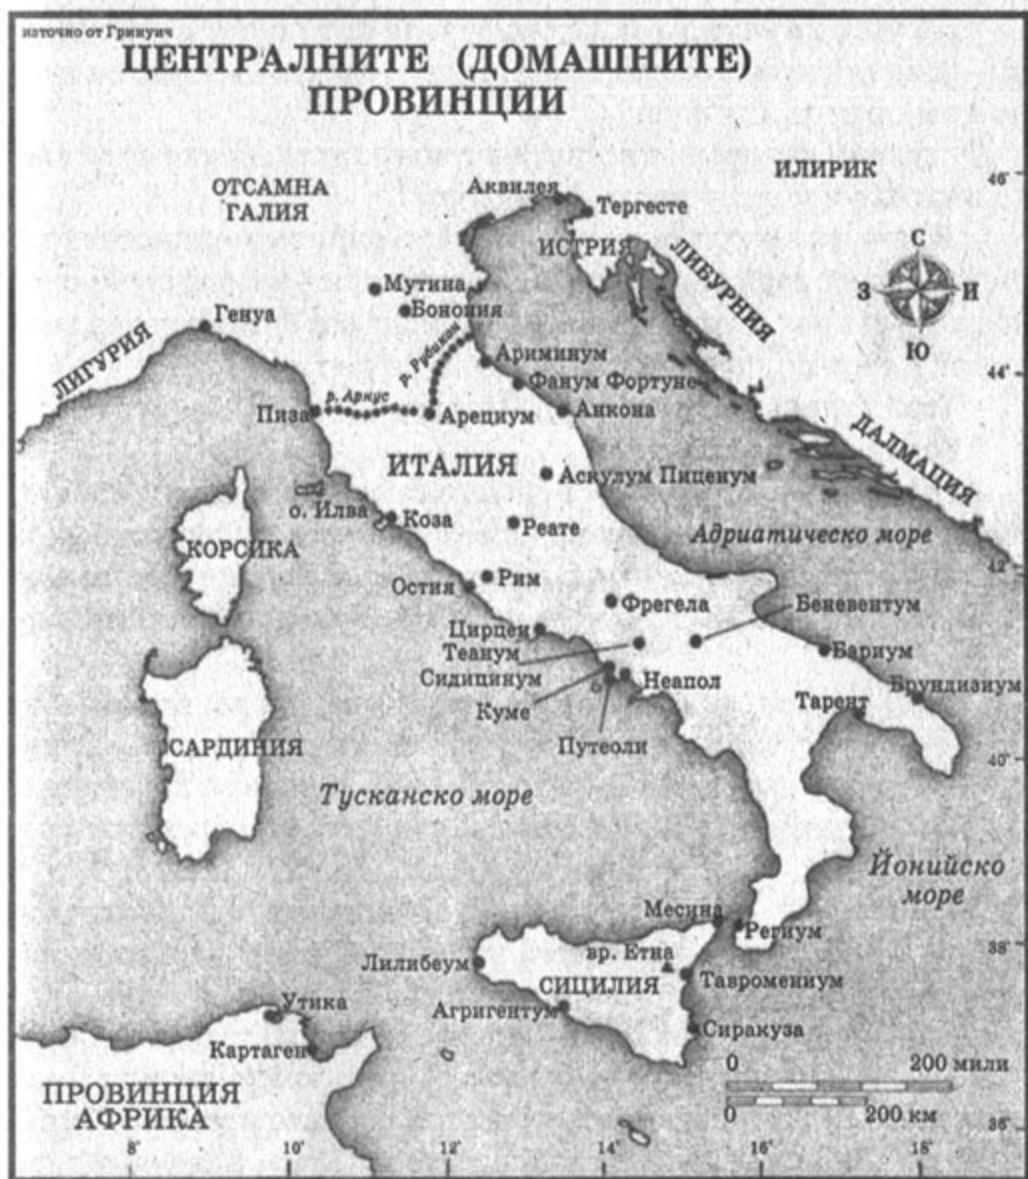 източно от Гринуич
ЦЕНТРАЛНИТЕ (ДОМАШНИТЕ)
ПРОВИНЦИИ
ОТСАМНА
ГАЛИЯ
Аквилея
ИЛИРИК
46°
Тергесте
ИСТРИЯ
С
З
И
Ю
Мутина
Бонония
ЛИБУРНИЯ
Генуа
ЛИГУРИЯ
р. Рубикон
Ариминум
44°
Фанум Фортуне
р. Арнус
Пиза
Арециум
Анкона
ДАЛМАЦИЯ
ИТАЛИЯ
Аскулум Пиценум
о. Илва
Коза
Реате
Адриатическо море
КОРСИКА
42°
Остия
Рим
Фрегела
Беневентум
Цирцеи
Теанум
Сидицинум
Бариум
Неапол
Брундизиум
Куме
Тарент
Путеоли
САРДИНИЯ
40°
Тусканско море
Йонийско
море
Месина
Региум
38°
вр. Етна
Лилибеум
СИЦИЛИЯ
Тавромениум
Утика
Агригентум
Сиракуза
Картаген
0
200 мили
ПРОВИНЦИЯ
АФРИКА
0
200 км
36°
8°
10°
12°
14°
16°
18°